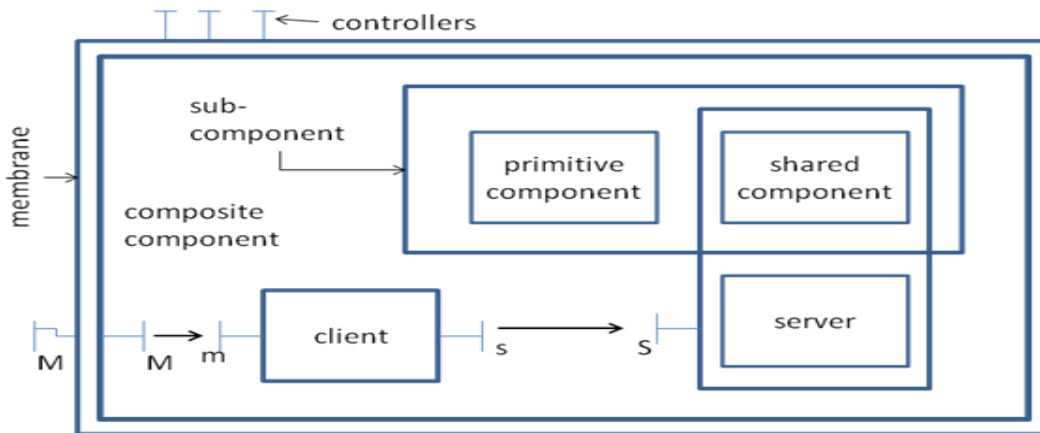 controllers
sub-
component
membrane
primitive
component
shared
component
composite
component
client
server
M
M
m
s
S